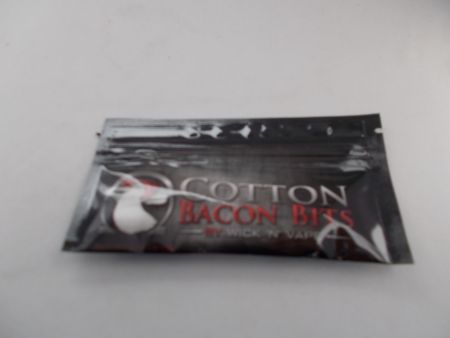 COTTON
BACON BITS
BY WICK 'N' VAPE